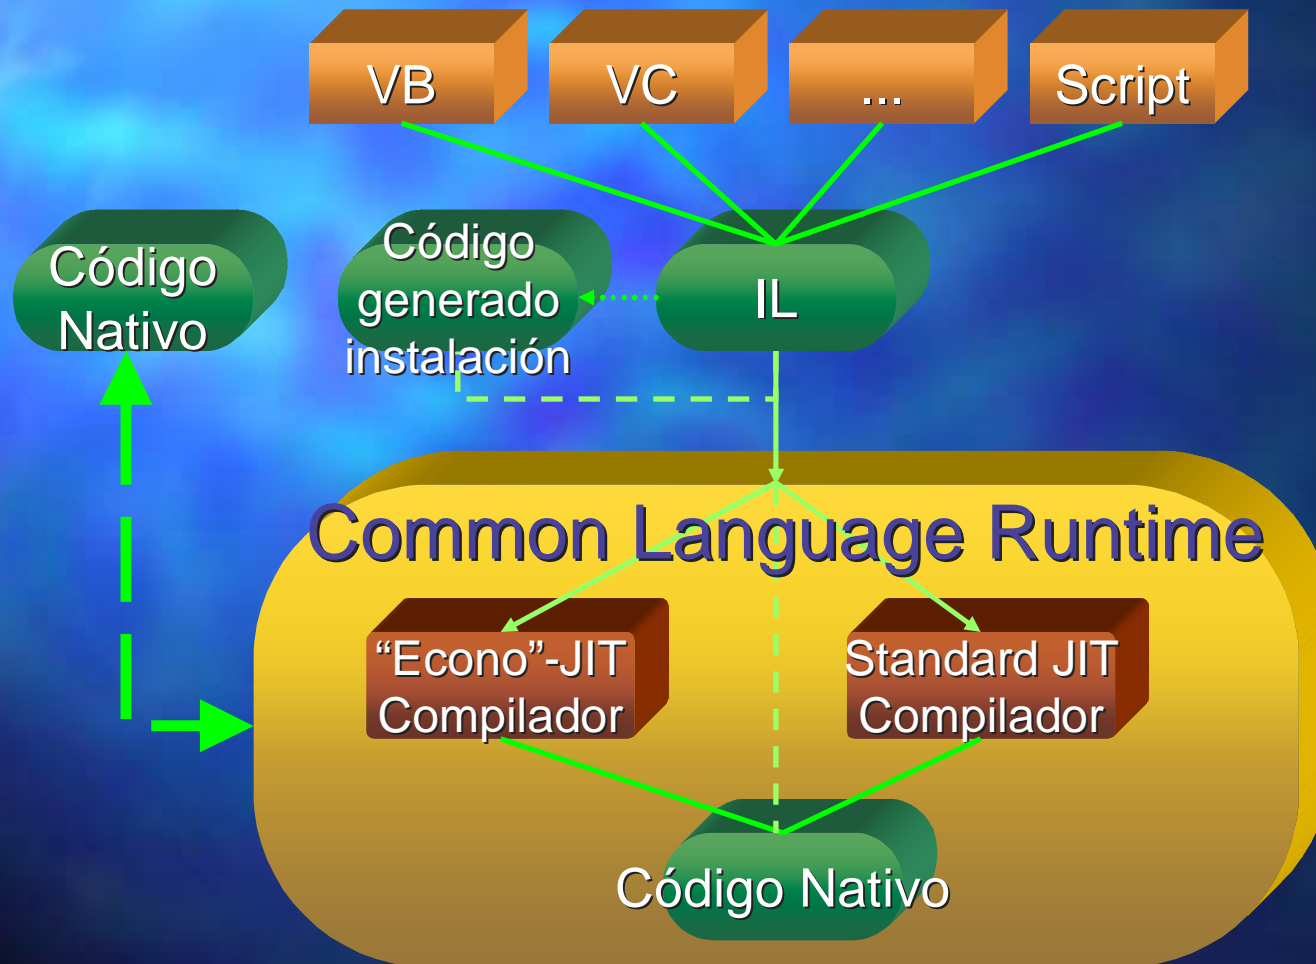 VB
VC
...
Script
Código
Nativo
Código
generado
instalación
IL
Common Language Runtime
“Econo”-JIT
Compilador
Standard JIT
Compilador
Código Nativo